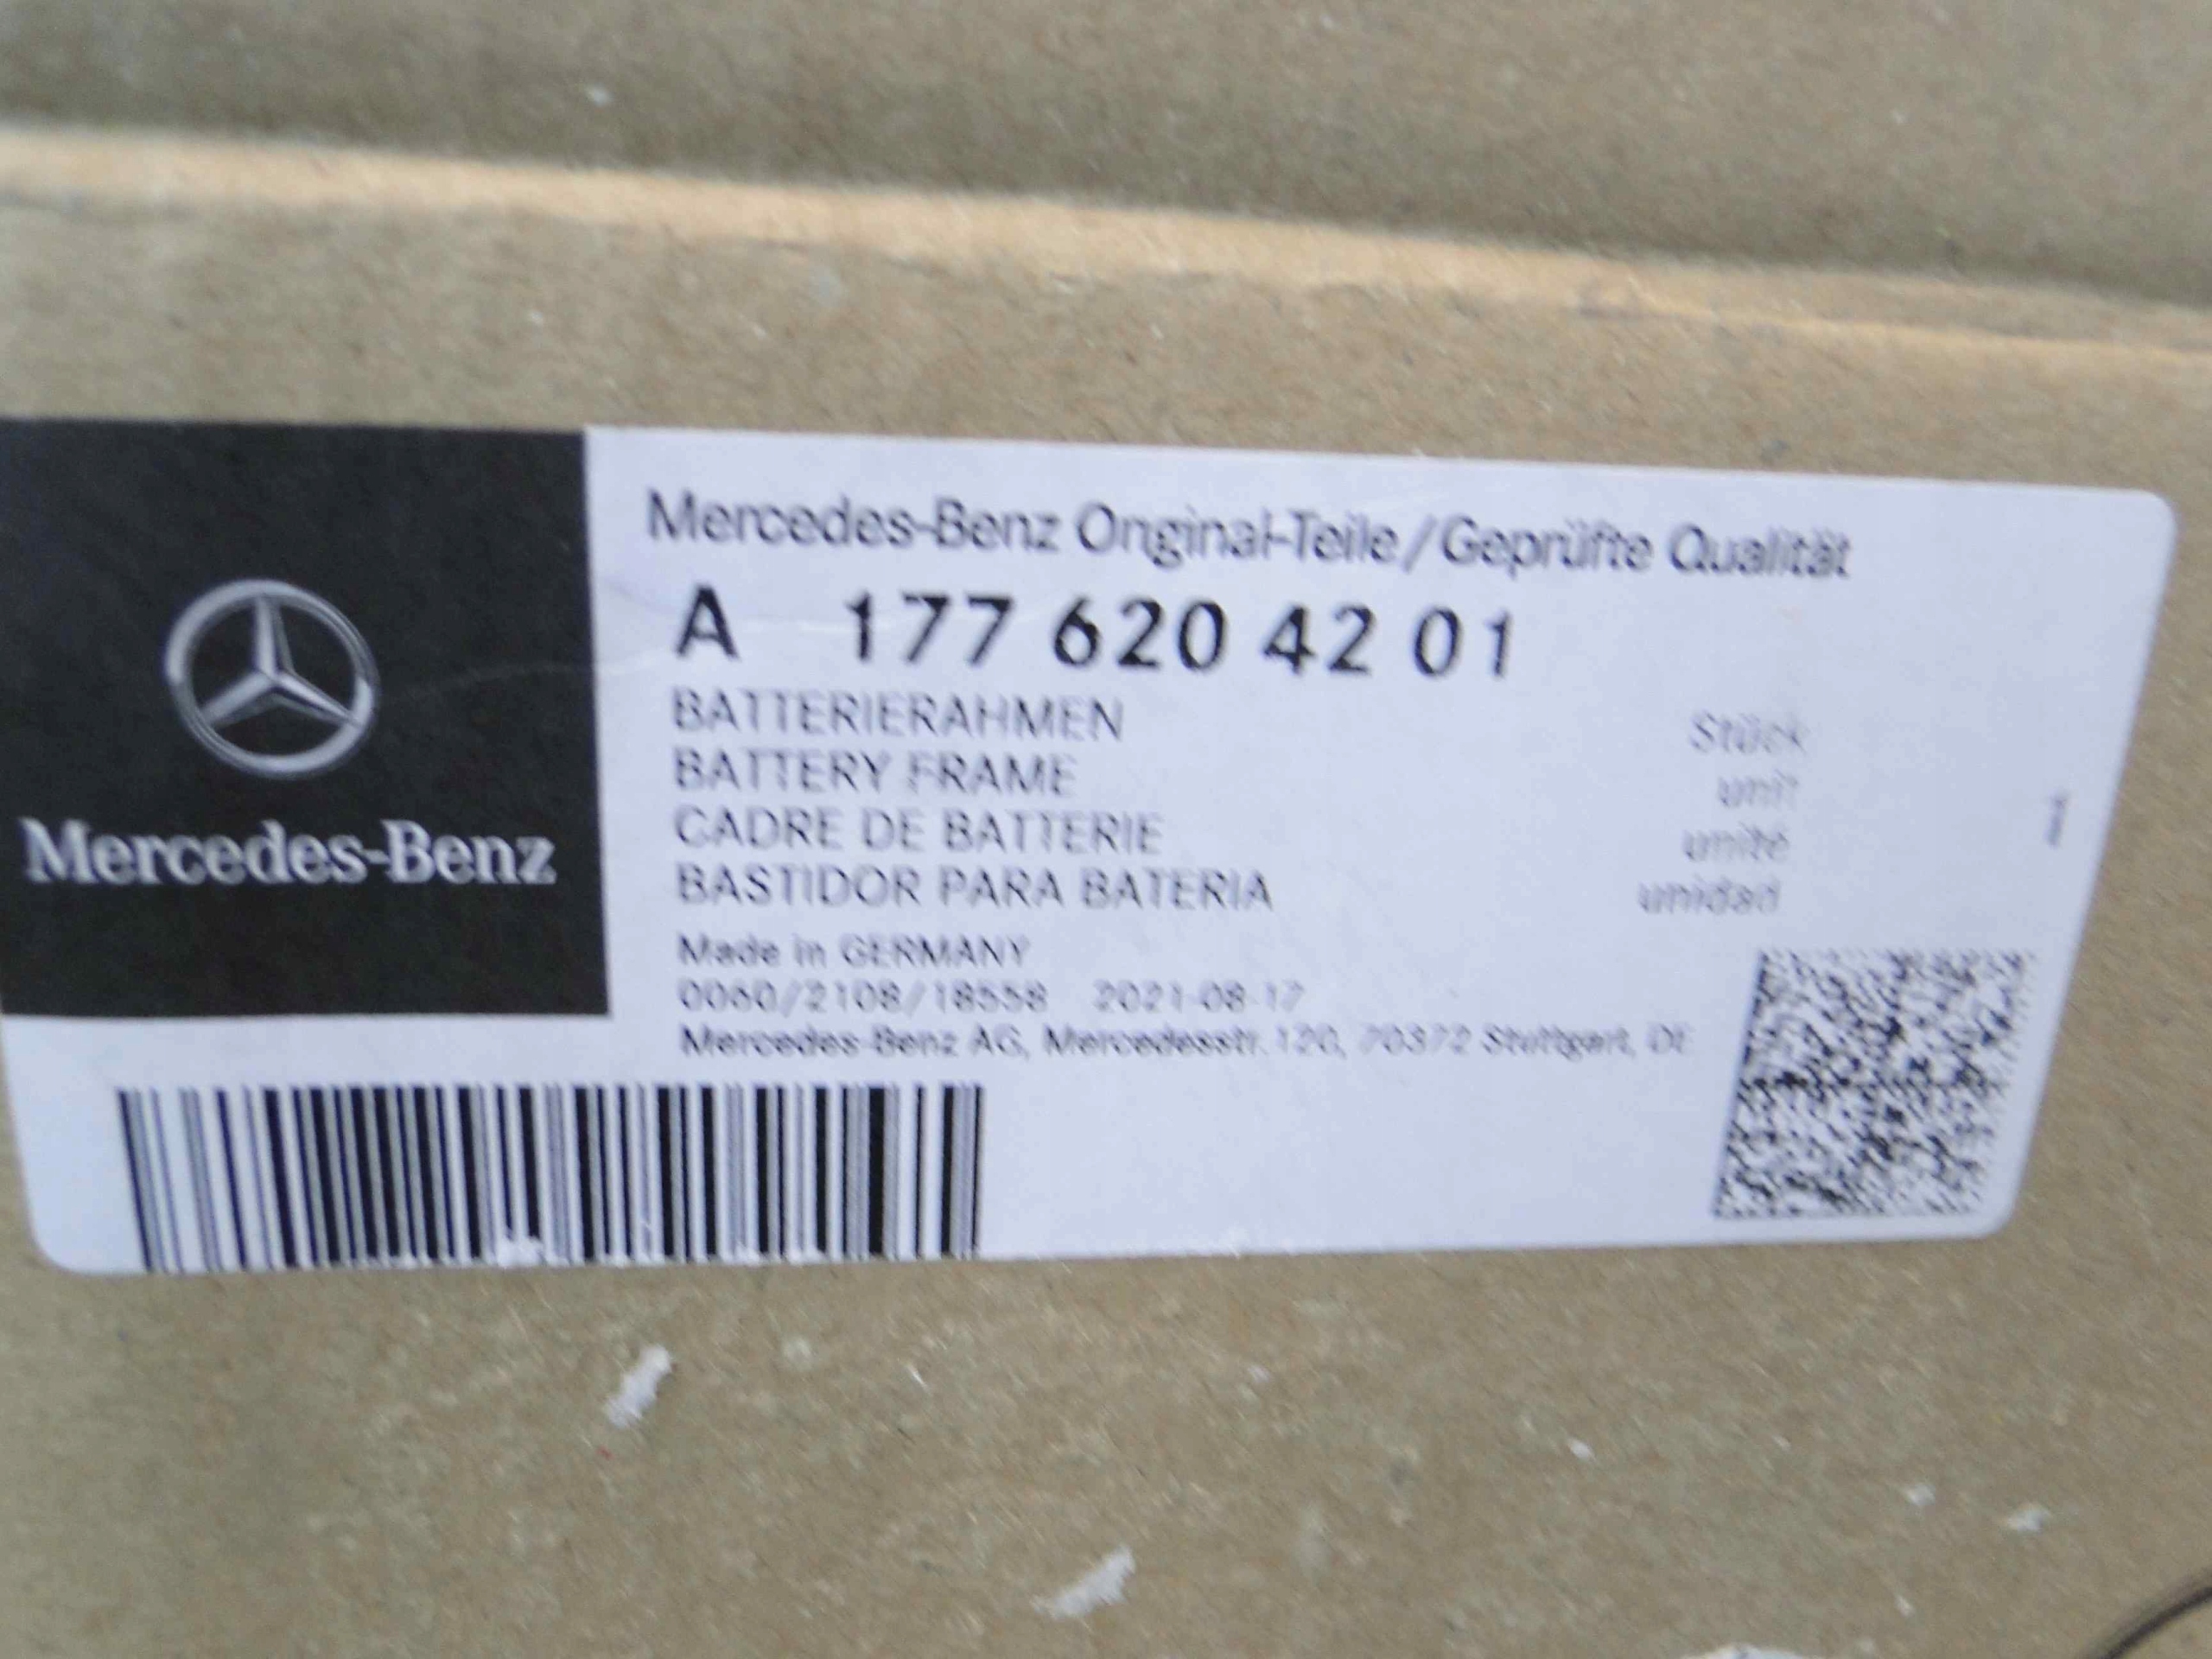 Mercedes-Benz
Mercedes-Benz Original-Teile/Geprüfte Qualität
A 177 620 42 01
BATTERIERAHMEN Stück
BATTERY FRAME unit
CADRE DE BATTERIE unité 1
BASTIDOR PARA BATERIA unidad
Made in GERMANY
0060/2108/18558 2021-08-17
Mercedes-Benz AG, Mercedesstr. 120, 70372 Stuttgart, DE